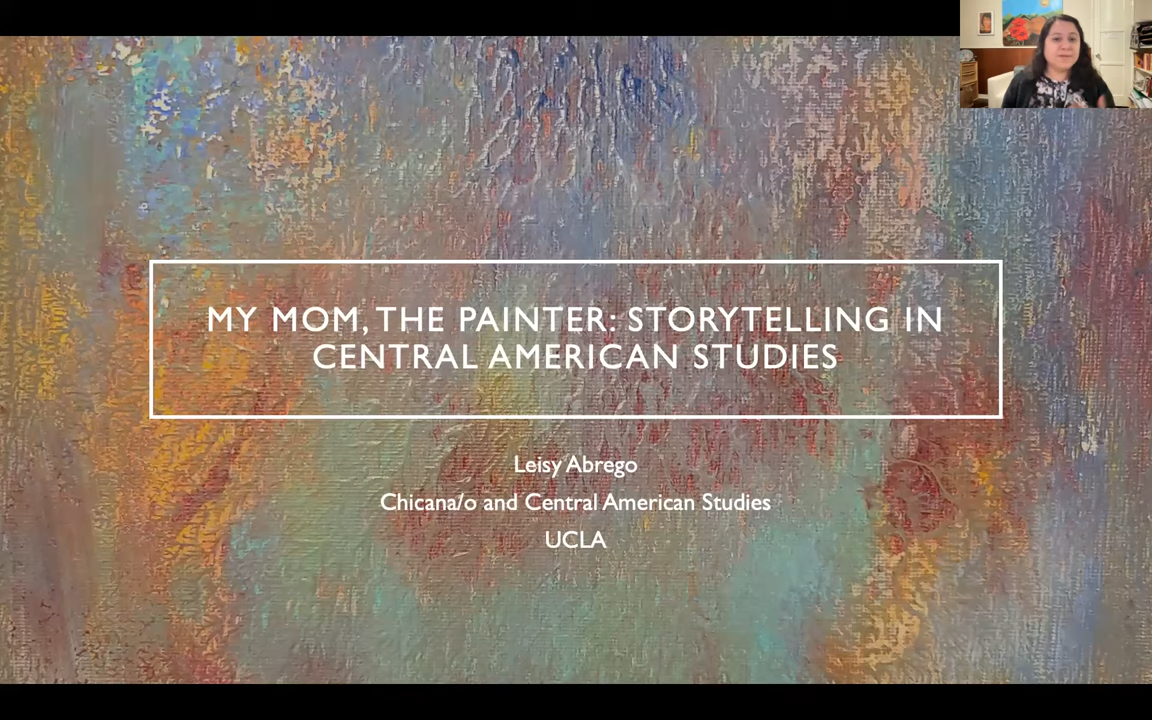 MY MOM, THE PAINTER: STORYTELLING IN
CENTRAL AMERICAN STUDIES
Leisy Abrego
Chicana/o and Central American Studies
UCLA